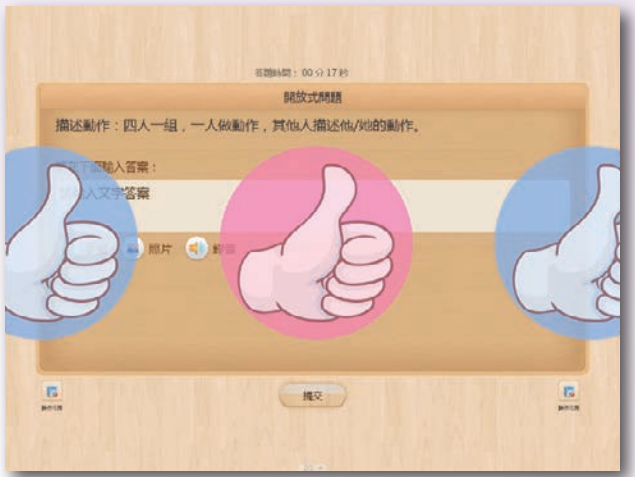 答題時間：00 分 17 秒
開放式問題
描述動作：四人一组，一人做動作，其他人描述他/她的動作。
輸入答案：
入文字答案
照片
提交